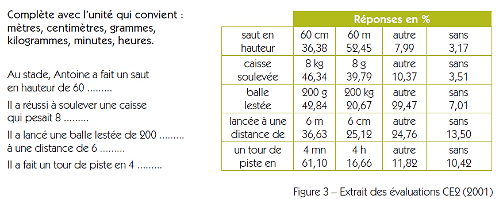 Complète avec l'unité qui convient :
mètres, centimètres, grammes,
kilogrammes, minutes, heures.
Au stade, Antoine a fait un saut
en hauteur de 60 .........
Il a réussi à soulever une caisse
qui pesait 8 .........
Il a lancé une balle lestée de 200 .........
à une distance de 6 .........
Il a fait un tour de piste en 4 .........
Réponses en %
saut en hauteur 60 cm 60 m autre sans
36,38 52,45 7,99 3,17
caisse soulevée 8 kg 8 g autre sans
46,34 39,79 10,37 3,51
balle lestée 200 g 200 kg autre sans
42,84 20,67 29,47 7,01
lancée à une distance de 6 m 6 cm autre sans
36,63 25,12 24,76 13,50
un tour de piste en 4 mn 4 h autre sans
61,10 16,66 11,82 10,42
Figure 3 – Extrait des évaluations CE2 (2001)